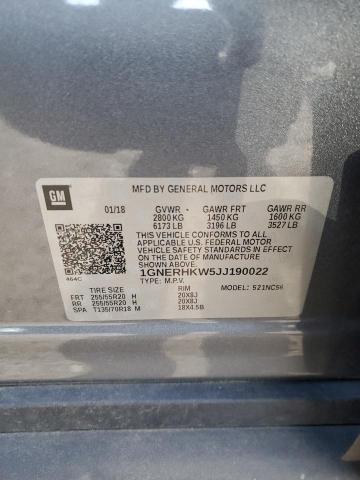 GM
MFD BY GENERAL MOTORS LLC
01/18 GVWR GAWR FRT GAWR RR
2800 KG 1450 KG 1600 KG
6173 LB 3196 LB 3527 LB
THIS VEHICLE CONFORMS TO ALL
APPLICABLE U.S. FEDERAL MOTOR
VEHICLE SAFETY STANDARDS IN
EFFECT ON THE DATE OF
MANUFACTURE SHOWN ABOVE.
464C
1GNERHKW5JJ190022
TYPE: M.P.V. MODEL: 521NC56
TIRE SIZE RIM
FRT 255/55R20 H 20X8J
RR 255/55R20 H 20X8J
SPA T135/70R18 M 18X4.5B